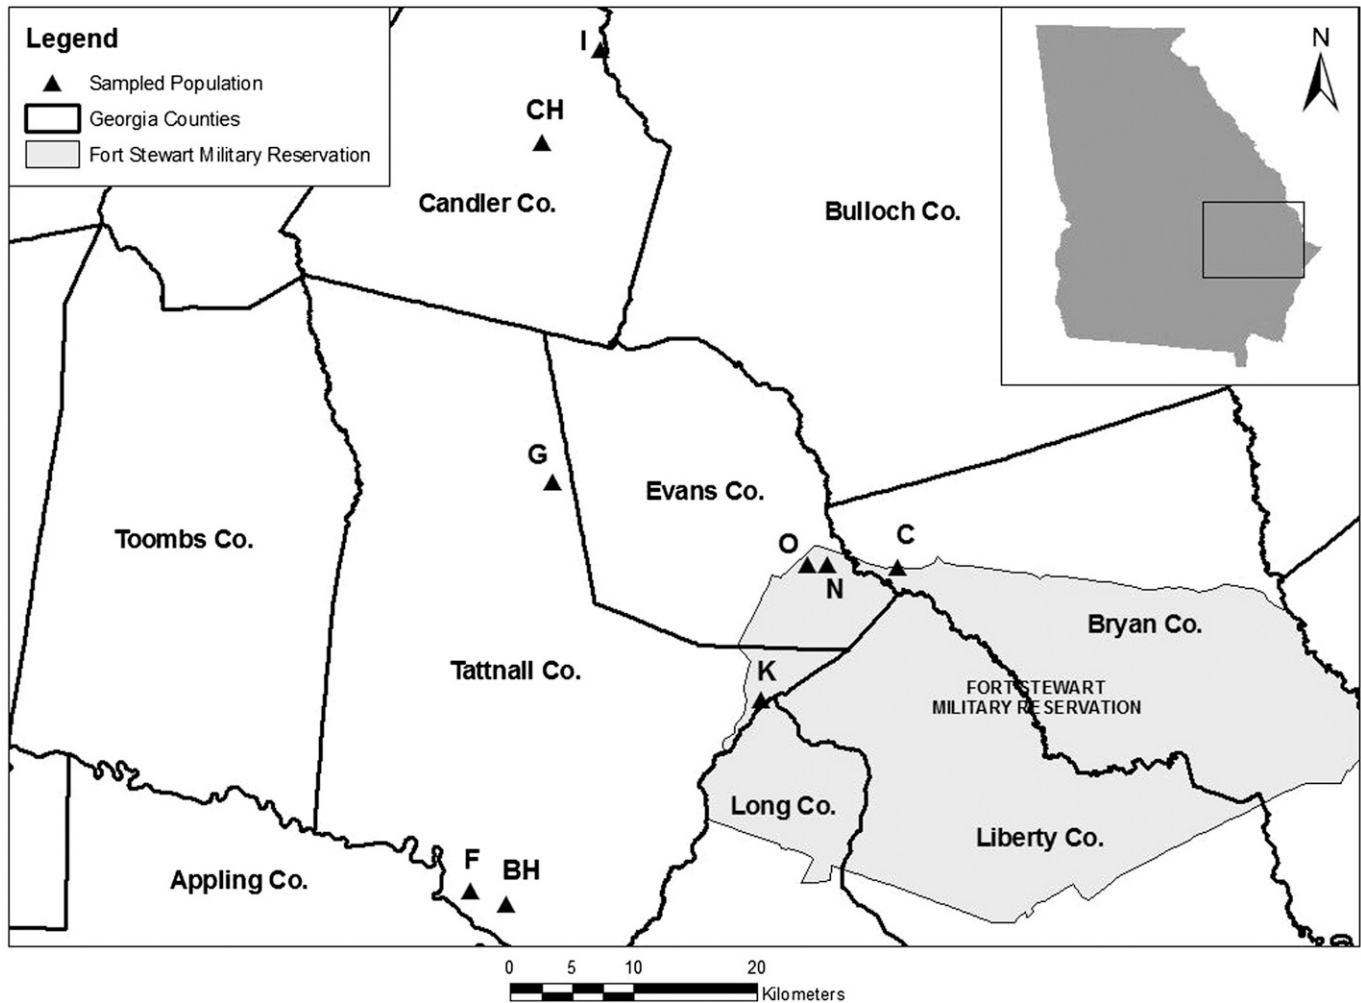 Legend
Sampled Population
Georgia Counties
Fort Stewart Military Reservation
I
CH
Candler Co.
Bulloch Co.
N
G
Evans Co.
Toombs Co.
O
C
N
Bryan Co.
Tattnall Co.
K
FORT STEWART
MILITARY RESERVATION
Long Co.
Liberty Co.
Appling Co.
F
BH
0 5 10 20
Kilometers